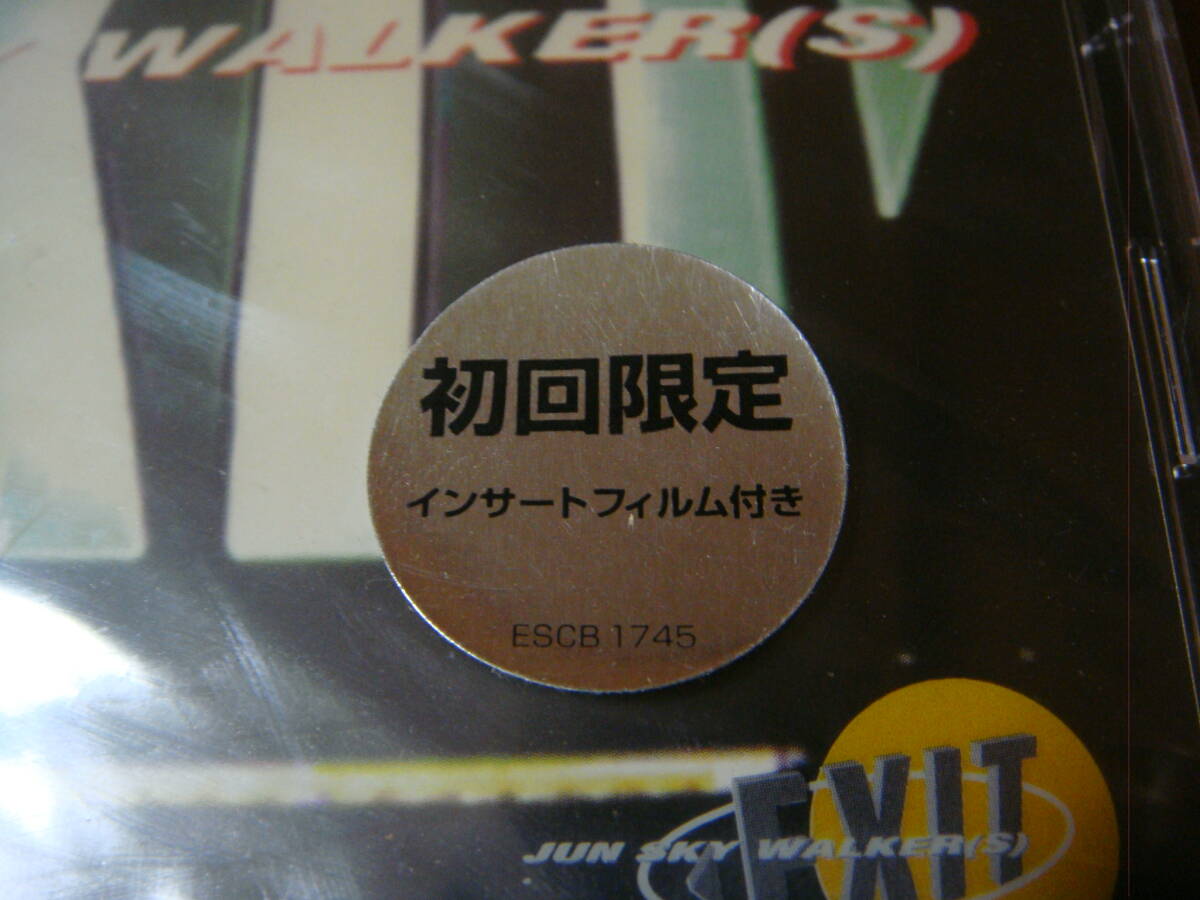 WALKER(S)
初回限定
インサートフィルム付き
ESCB 1745
EXIT
JUN SKY WALKER(S)